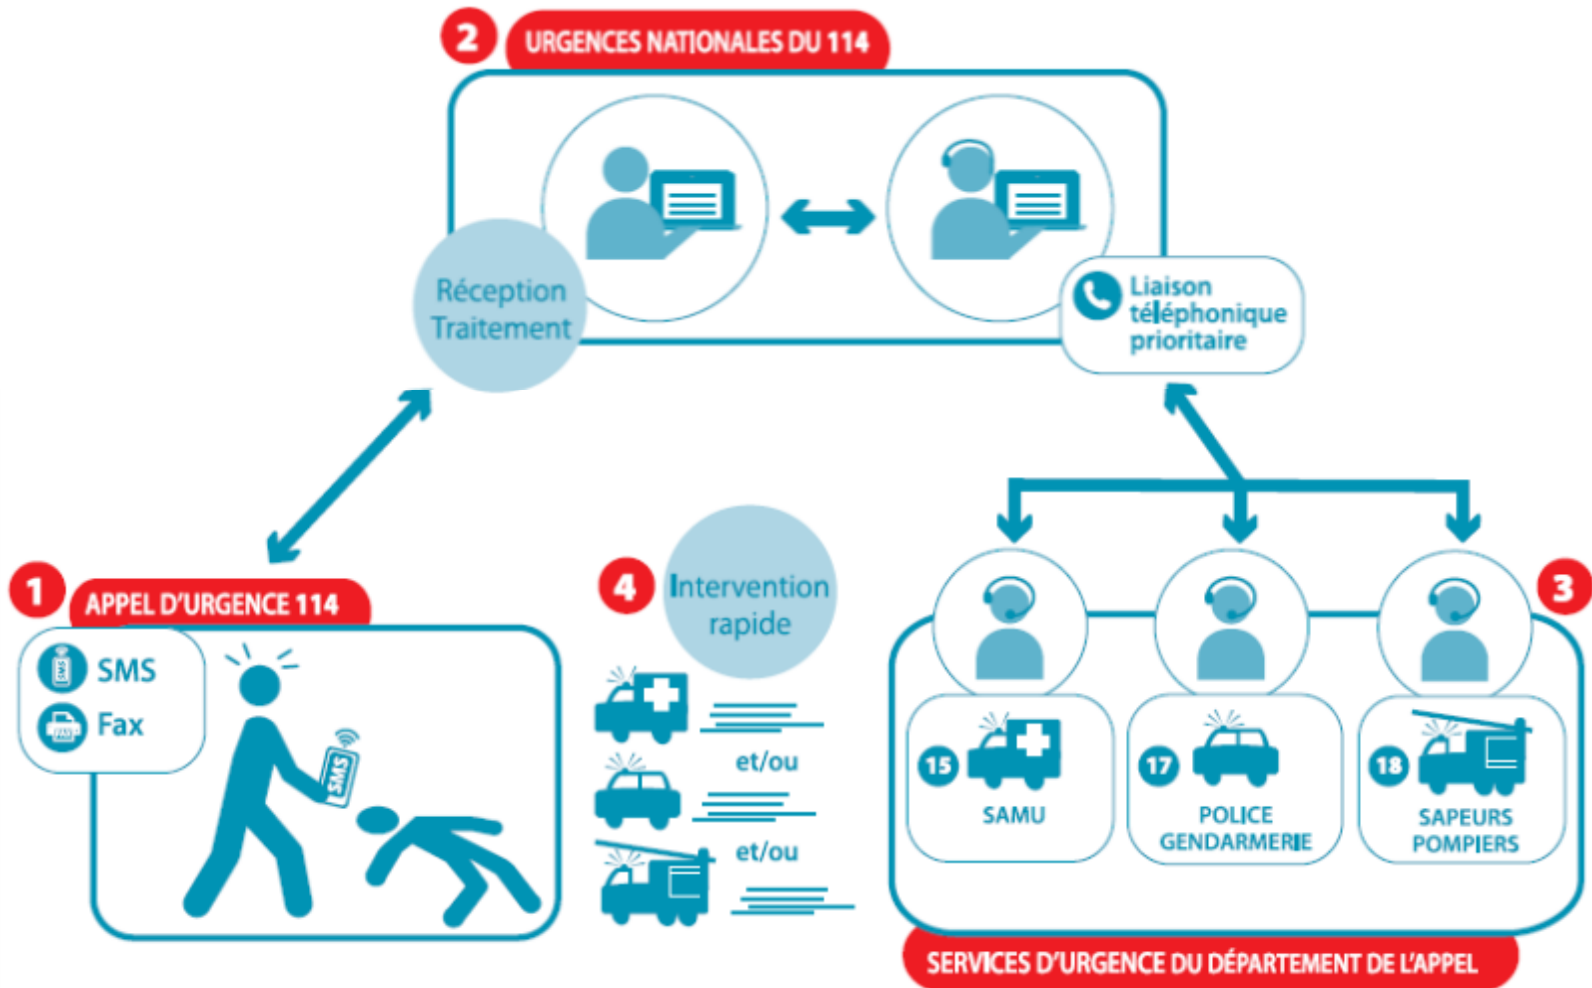 2
URGENCES NATIONALES DU 114
Réception
Traitement
Liaison
téléphonique
prioritaire
1
APPEL D'URGENCE 114
SMS
SMS
Fax
SMS
4
Intervention
rapide
et/ou
et/ou
3
15
SAMU
17
POLICE
GENDARMERIE
18
SAPEURS
POMPIERS
SERVICES D'URGENCE DU DÉPARTEMENT DE L'APPEL